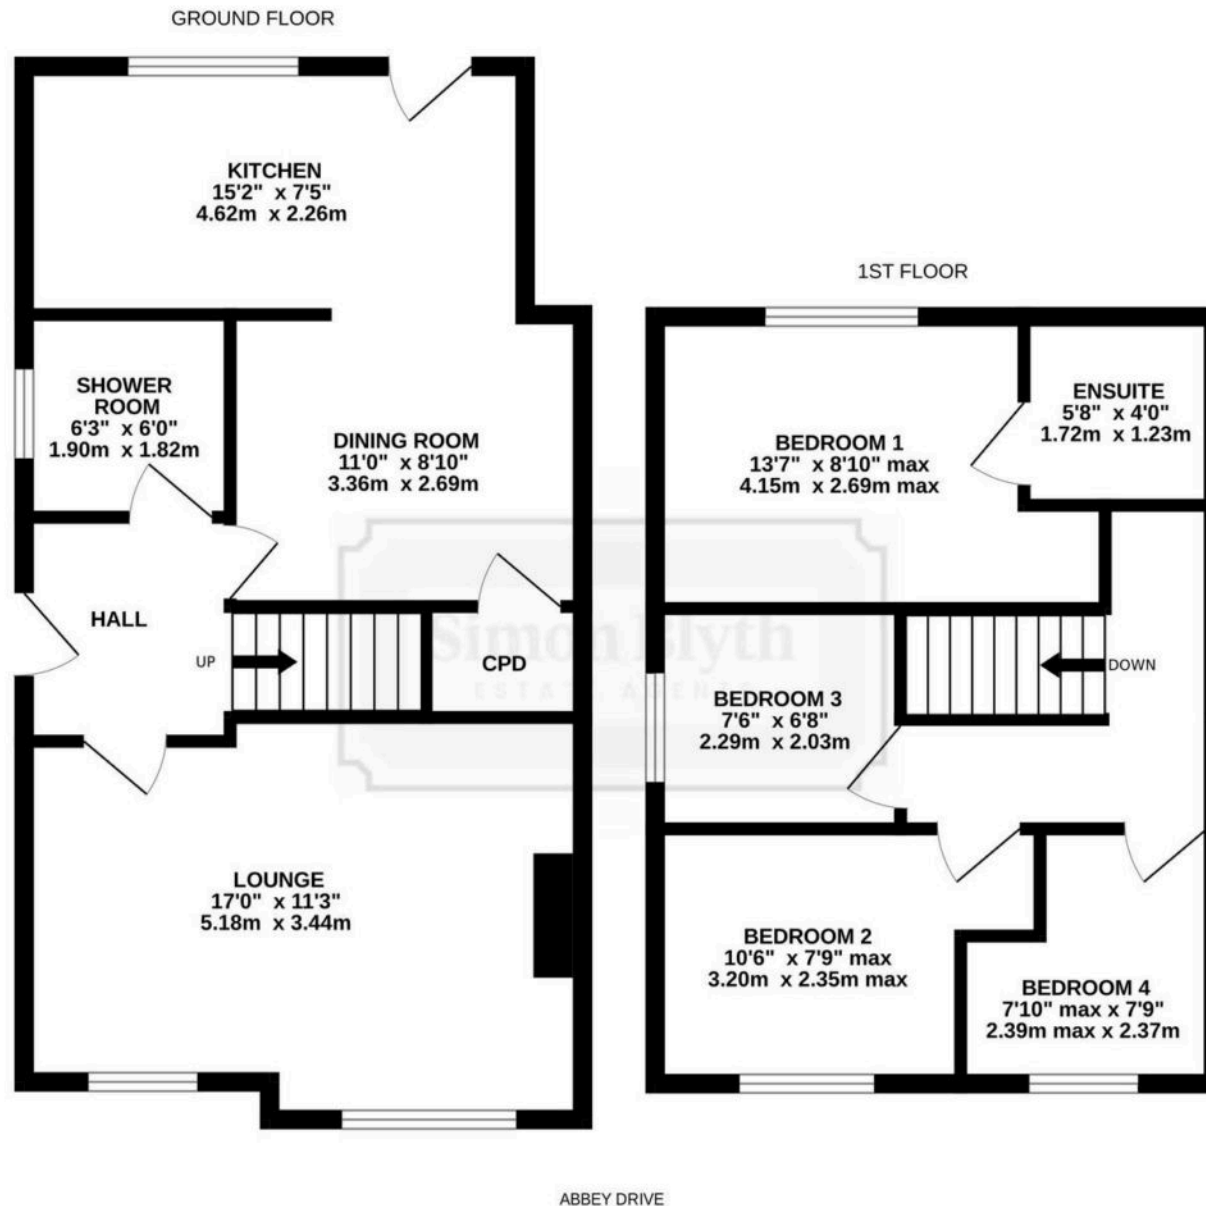 GROUND FLOOR
KITCHEN
15'2" x 7'5"
4.62m x 2.26m
SHOWER
ROOM
6'3" x 6'0"
1.90m x 1.82m
DINING ROOM
11'0" x 8'10"
3.36m x 2.69m
HALL
UP
CPD
LOUNGE
17'0" x 11'3"
5.18m x 3.44m
1ST FLOOR
BEDROOM 1
13'7" x 8'10" max
4.15m x 2.69m max
ENSUITE
5'8" x 4'0"
1.72m x 1.23m
DOWN
BEDROOM 3
7'6" x 6'8"
2.29m x 2.03m
BEDROOM 2
10'6" x 7'9" max
3.20m x 2.35m max
BEDROOM 4
7'10" max x 7'9"
2.39m max x 2.37m
Simon Blyth
ESTATE AGENTS
ABBEY DRIVE